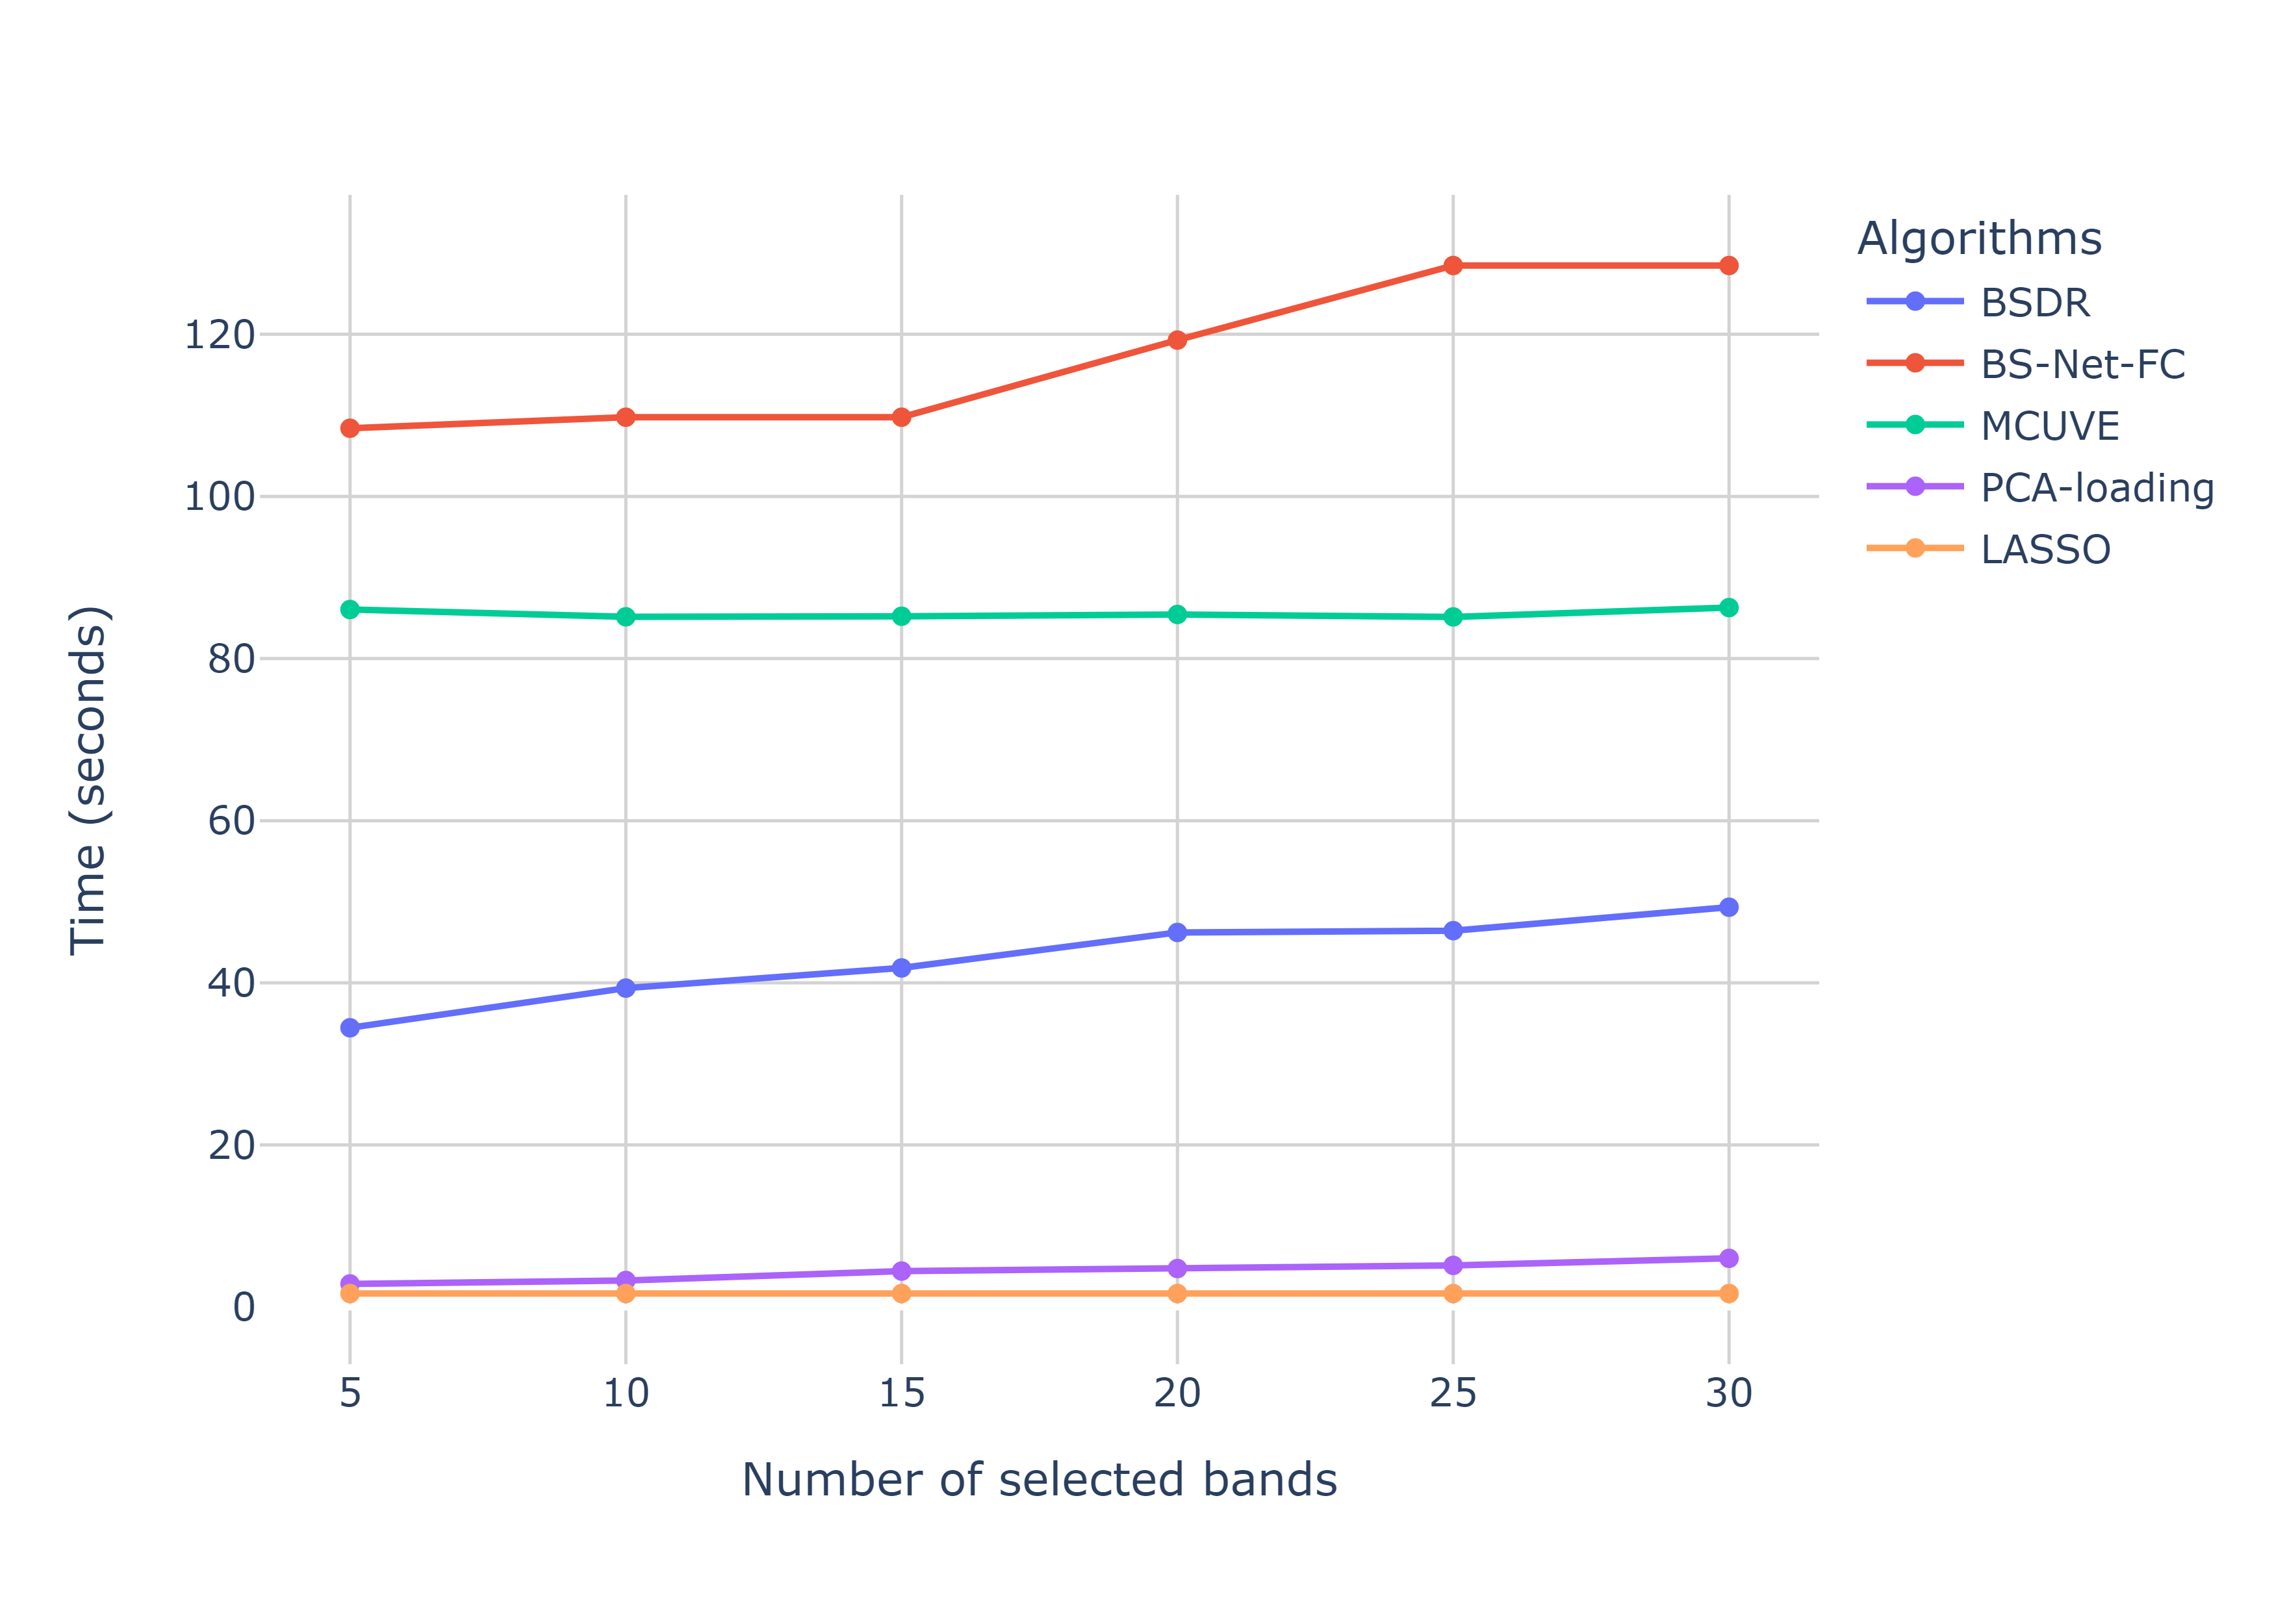 Algorithms
BSDR
BS-Net-FC
MCUVE
PCA-loading
LASSO
Time (seconds)
120
100
80
60
40
20
0
5 10 15 20 25 30
Number of selected bands